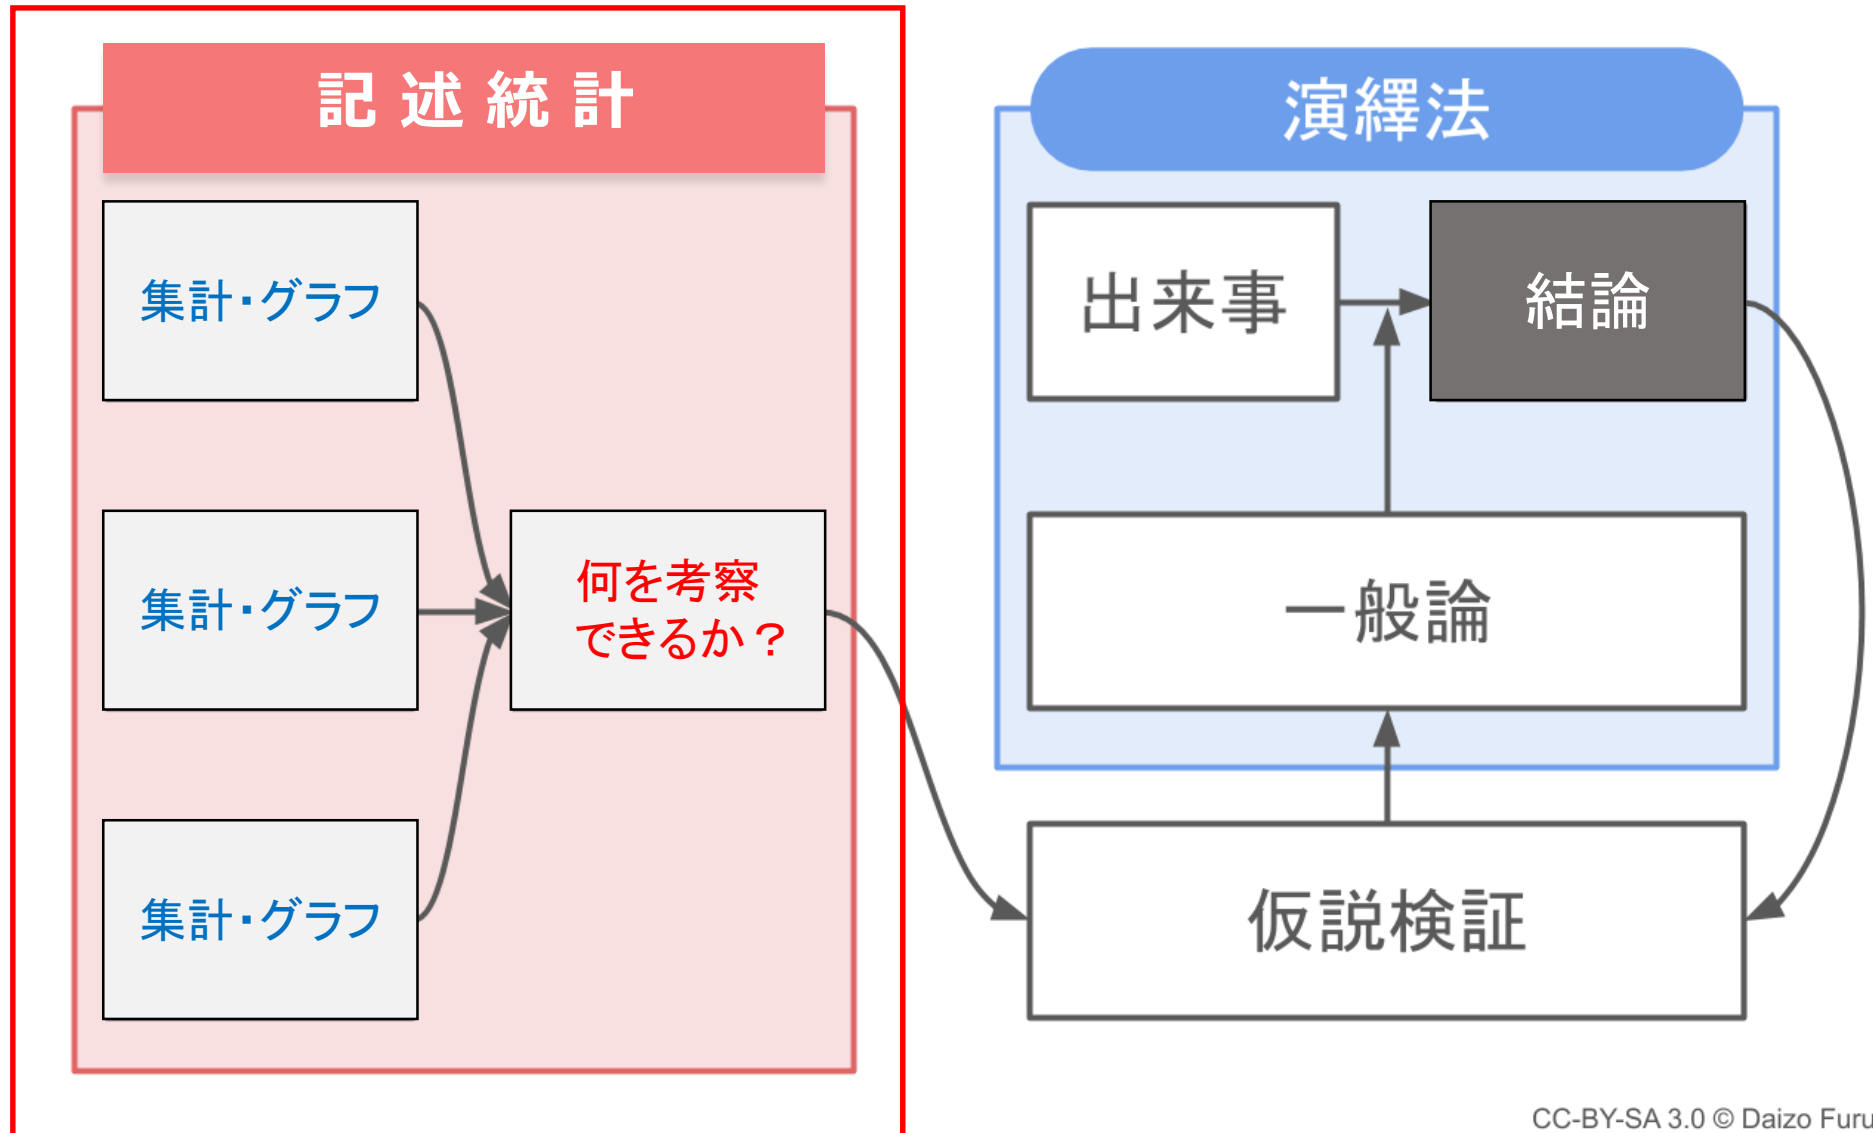 記述統計
集計・グラフ
集計・グラフ
集計・グラフ
何を考察
できるか？
演繹法
出来事
結論
一般論
仮説検証
CC-BY-SA 3.0 © Daizo Furu